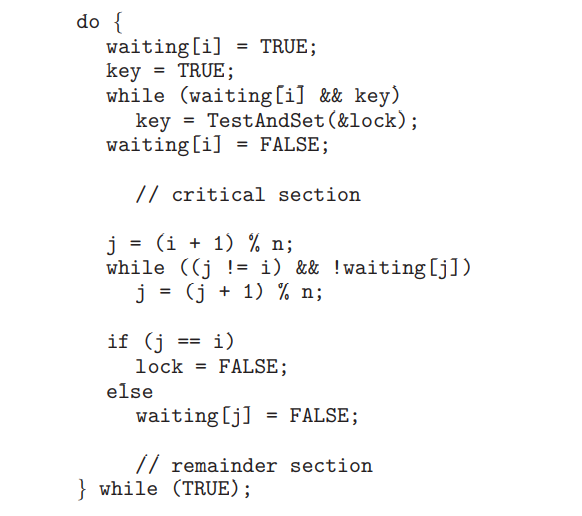 do {
waiting[i] = TRUE;
key = TRUE;
while (waiting[i] && key)
key = TestAndSet(&lock);
waiting[i] = FALSE;
// critical section
j = (i + 1) % n;
while ((j != i) && !waiting[j])
j = (j + 1) % n;
if (j == i)
lock = FALSE;
else
waiting[j] = FALSE;
// remainder section
} while (TRUE);